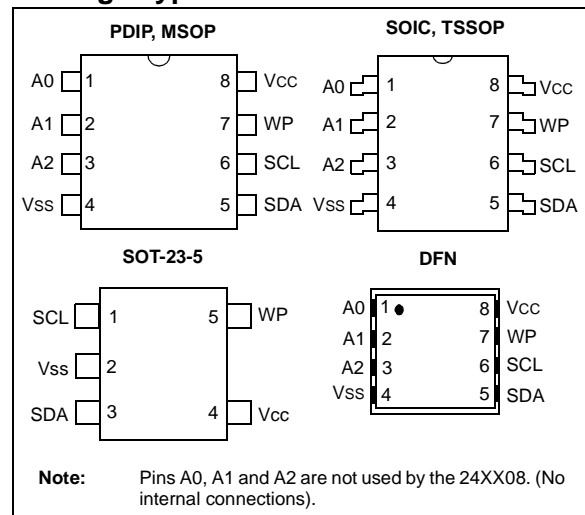 PDIP, MSOP
A0 1 8 VCC
A1 2 7 WP
A2 3 6 SCL
VSS 4 5 SDA
SOIC, TSSOP
A0 1 8 VCC
A1 2 7 WP
A2 3 6 SCL
VSS 4 5 SDA
SOT-23-5
SCL 1 5 WP
Vss 2
SDA 3 4 Vcc
DFN
A0 1 8 VCC
A1 2 7 WP
A2 3 6 SCL
VSS 4 5 SDA
Note: Pins A0, A1 and A2 are not used by the 24XX08. (No
internal connections).